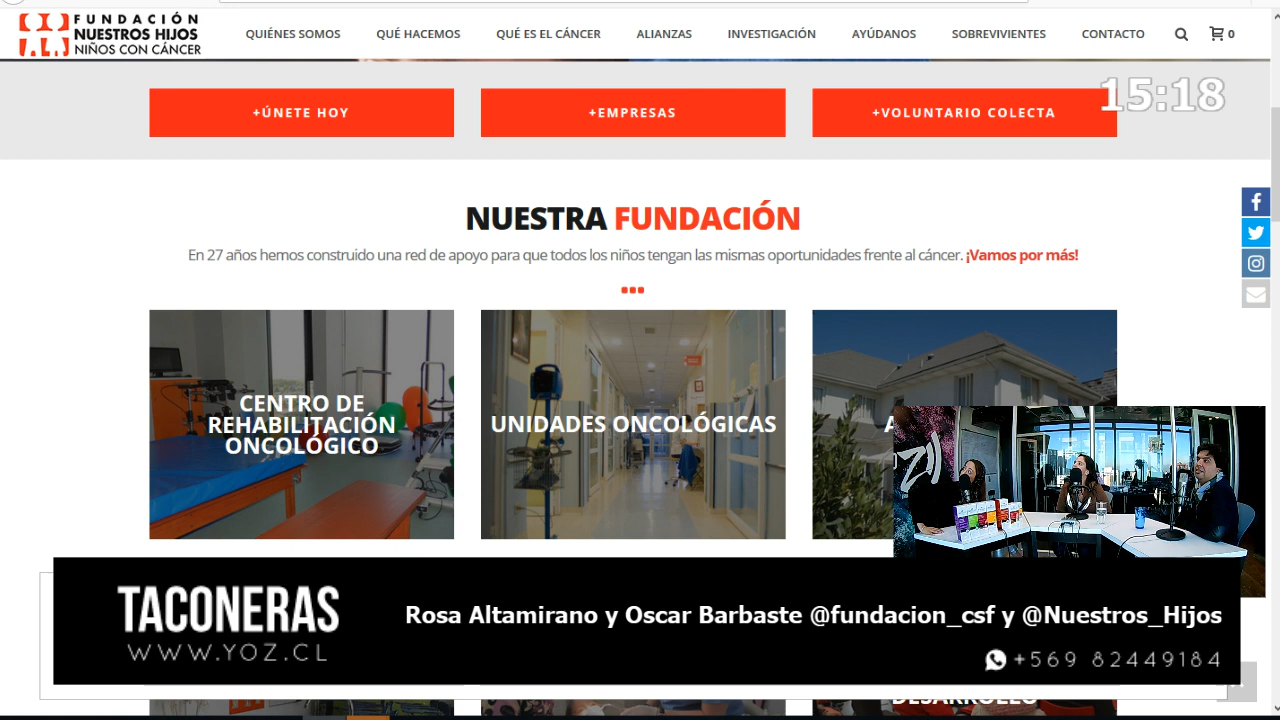 FUNDACIÓN
NUESTROS HIJOS
NIÑOS CON CÁNCER
QUIÉNES SOMOS
QUÉ HACEMOS
QUÉ ES EL CÁNCER
ALIANZAS
INVESTIGACIÓN
AYÚDANOS
SOBREVIVIENTES
CONTACTO
0
+ÚNETE HOY
+EMPRESAS
+VOLUNTARIO COLECTA
15:18
NUESTRA FUNDACIÓN
En 27 años hemos construido una red de apoyo para que todos los niños tengan las mismas oportunidades frente al cáncer. ¡Vamos por más!
CENTRO DE
REHABILITACIÓN
ONCOLÓGICO
UNIDADES ONCOLÓGICAS
TACONERAS
WWW.YOZ.CL
Rosa Altamirano y Oscar Barbaste @fundacion_csf y @Nuestros_Hijos
+569 82449184
DESARROLLO